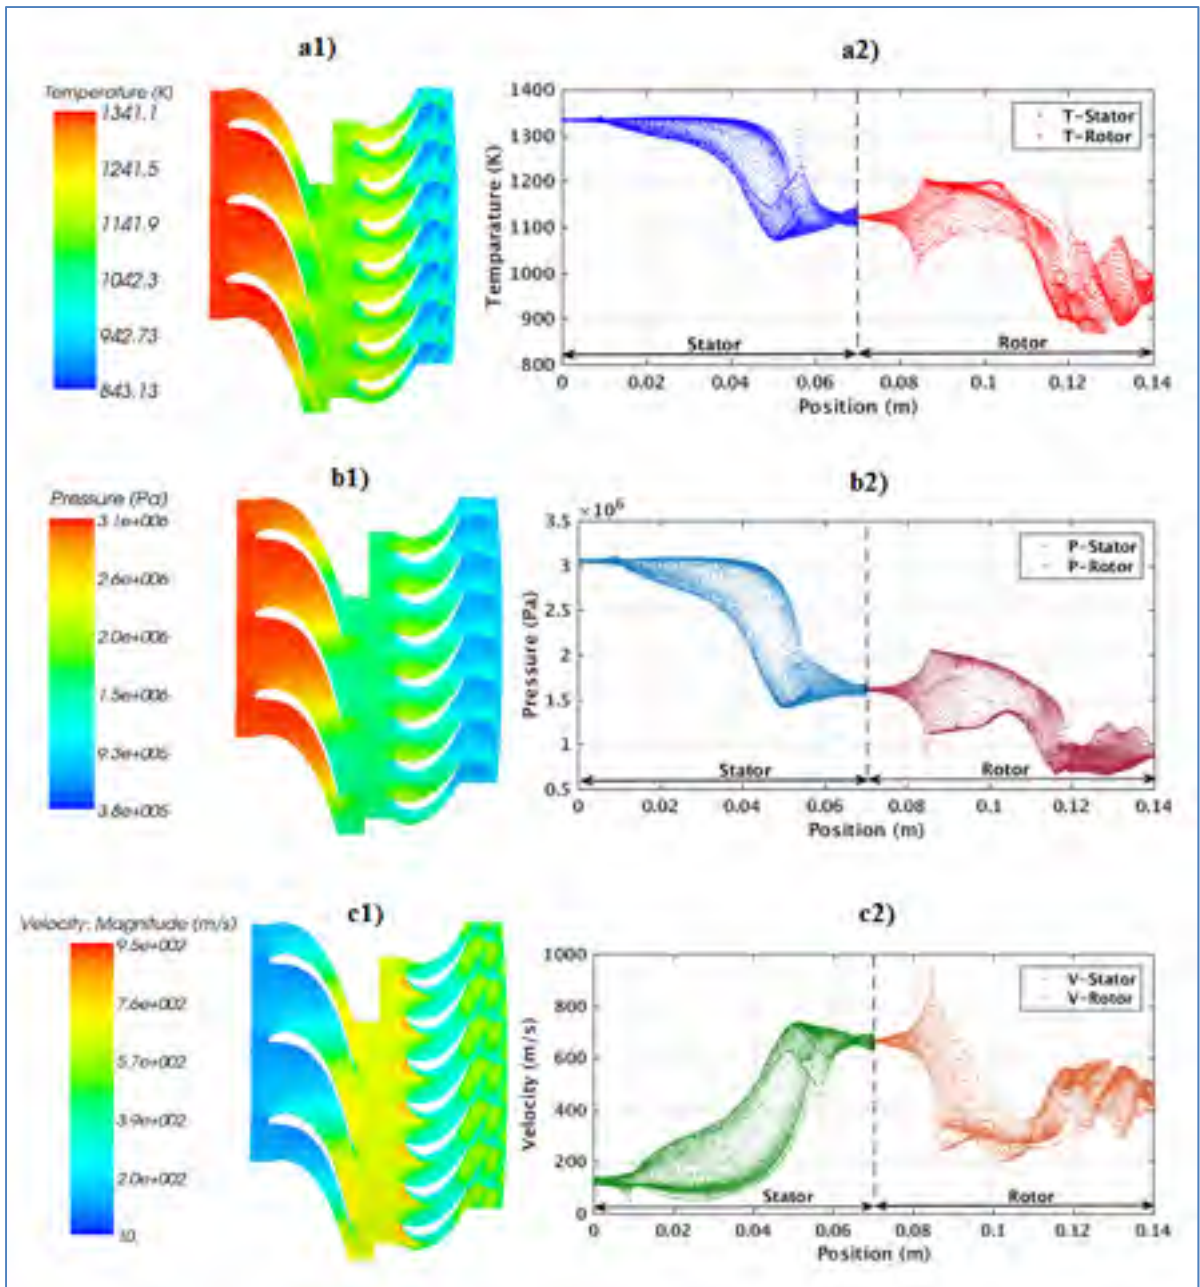 a1)
a2)
Temperature (K)
1341.1
1241.5
1141.9
1042.3
942.73
843.13
1400
1300
1200
1100
1000
900
800
Temparature (K)
T-Stator
T-Rotor
Stator
Rotor
0 0.02 0.04 0.06 0.08 0.1 0.12 0.14
Position (m)
b1)
b2)
Pressure (Pa)
3.1e+006
2.6e+006
2.0e+006
1.5e+006
9.3e+005
3.8e+005
×10⁶
3.5
3
2.5
2
1.5
1
0.5
Pressure (Pa)
P-Stator
P-Rotor
Stator
Rotor
0 0.02 0.04 0.06 0.08 0.1 0.12 0.14
Position (m)
c1)
c2)
Velocity: Magnitude (m/s)
9.5e+002
7.6e+002
5.7e+002
3.9e+002
2.0e+002
10.
1000
800
600
400
200
0
Velocity (m/s)
V-Stator
V-Rotor
Stator
Rotor
0 0.02 0.04 0.06 0.08 0.1 0.12 0.14
Position (m)